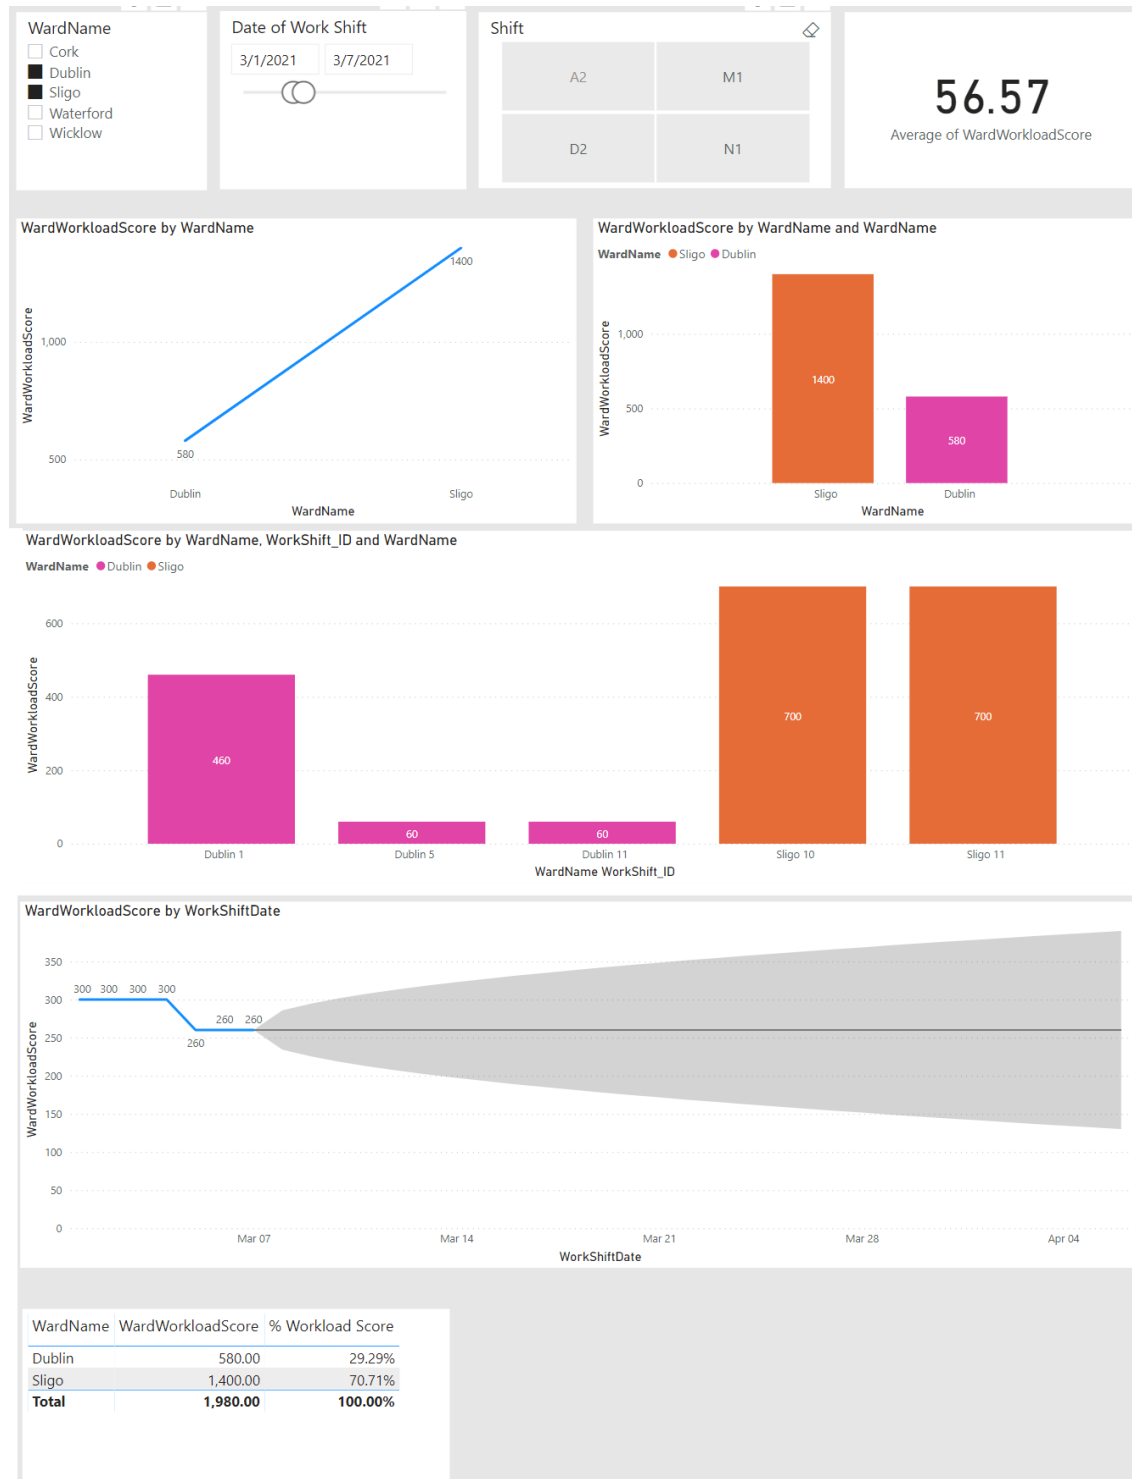 WardName
Cork
Dublin
Sligo
Waterford
Wicklow
Date of Work Shift
3/1/2021 3/7/2021
Shift
A2 M1
D2 N1
56.57
Average of WardWorkloadScore
WardWorkloadScore by WardName
WardWorkloadScore
1,000
500
1400
580
Dublin Sligo
WardName
WardWorkloadScore by WardName and WardName
WardName Sligo Dublin
WardWorkloadScore
1,000
500
0
1400
580
Sligo Dublin
WardName
WardWorkloadScore by WardName, WorkShift_ID and WardName
WardName Dublin Sligo
WardWorkloadScore
600
400
200
0
460
60
60
700
700
Dublin 1 Dublin 5 Dublin 11 Sligo 10 Sligo 11
WardName WorkShift_ID
WardWorkloadScore by WorkShiftDate
WardWorkloadScore
350
300
250
200
150
100
50
0
300 300 300 300
260 260 260
Mar 07 Mar 14 Mar 21 Mar 28 Apr 04
WorkShiftDate
WardName WardWorkloadScore % Workload Score
Dublin 580.00 29.29%
Sligo 1,400.00 70.71%
Total 1,980.00 100.00%